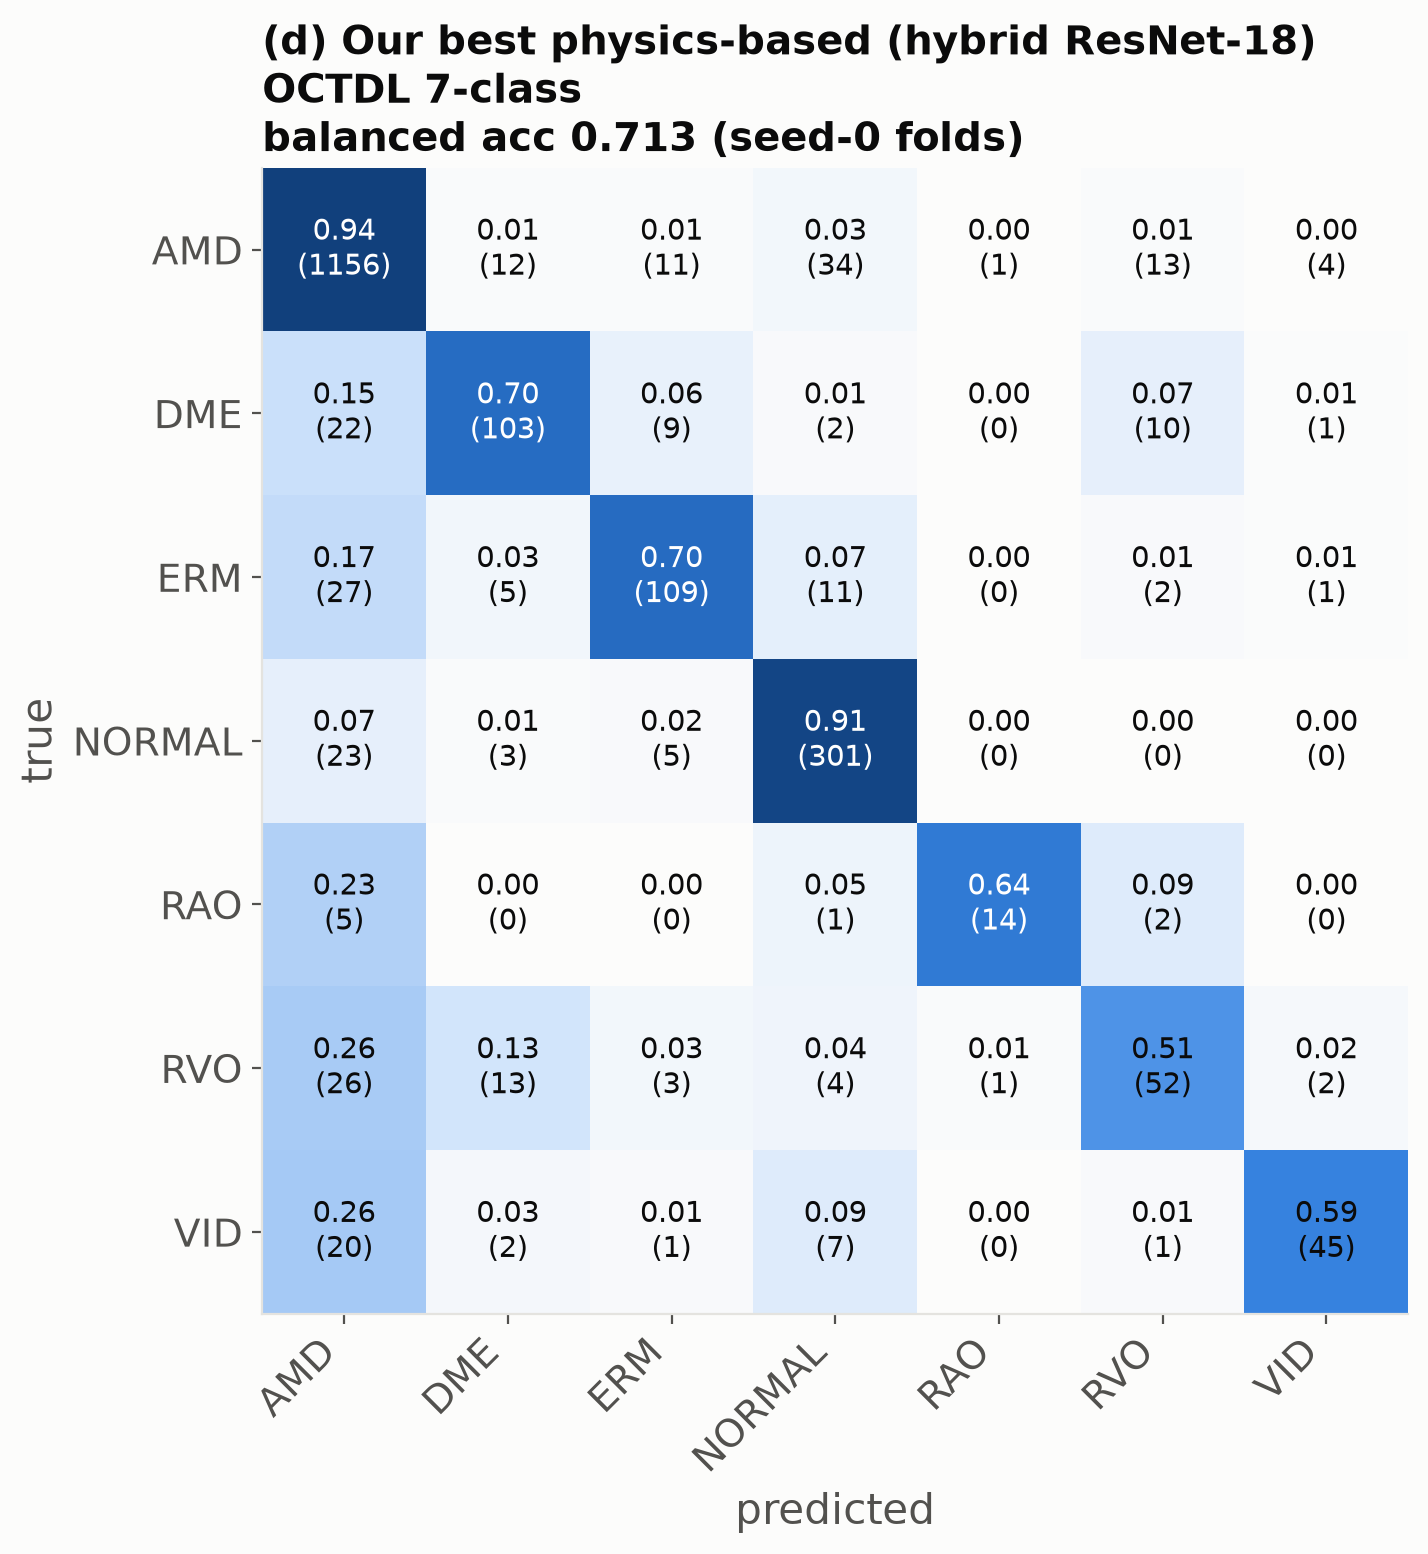 (d) Our best physics-based (hybrid ResNet-18)
OCTDL 7-class
balanced acc 0.713 (seed-0 folds)
AMD 0.94 0.01 0.01 0.03 0.00 0.01 0.00
(1156) (12) (11) (34) (1) (13) (4)
DME 0.15 0.70 0.06 0.01 0.00 0.07 0.01
(22) (103) (9) (2) (0) (10) (1)
ERM 0.17 0.03 0.70 0.07 0.00 0.01 0.01
(27) (5) (109) (11) (0) (2) (1)
true
NORMAL 0.07 0.01 0.02 0.91 0.00 0.00 0.00
(23) (3) (5) (301) (0) (0) (0)
RAO 0.23 0.00 0.00 0.05 0.64 0.09 0.00
(5) (0) (0) (1) (14) (2) (0)
RVO 0.26 0.13 0.03 0.04 0.01 0.51 0.02
(26) (13) (3) (4) (1) (52) (2)
VID 0.26 0.03 0.01 0.09 0.00 0.01 0.59
(20) (2) (1) (7) (0) (1) (45)
AMD DME ERM NORMAL RAO RVO VID
predicted